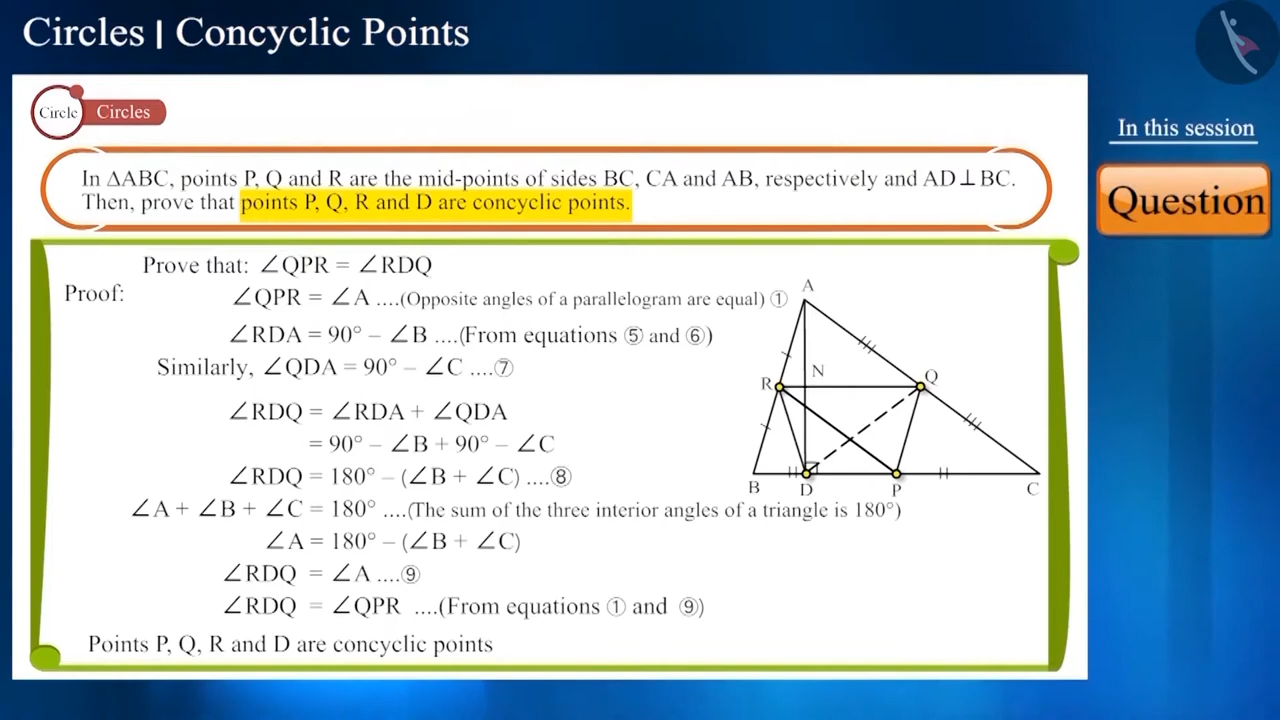 Circles | Concyclic Points
In this session
Question
Circle
Circles
In ΔABC, points P, Q and R are the mid-points of sides BC, CA and AB, respectively and AD⊥BC.
Then, prove that points P, Q, R and D are concyclic points.
Prove that: ∠QPR = ∠RDQ
Proof:
∠QPR = ∠A ....(Opposite angles of a parallelogram are equal) ①
∠RDA = 90° – ∠B ....(From equations ⑤ and ⑥)
Similarly, ∠QDA = 90° – ∠C ....⑦
∠RDQ = ∠RDA + ∠QDA
= 90° – ∠B + 90° – ∠C
∠RDQ = 180° – (∠B + ∠C) ....⑧
∠A + ∠B + ∠C = 180° ....(The sum of the three interior angles of a triangle is 180°)
∠A = 180° – (∠B + ∠C)
∠RDQ = ∠A ....⑨
∠RDQ = ∠QPR ....(From equations ① and ⑨)
Points P, Q, R and D are concyclic points
A
N
R
Q
B
D
P
C